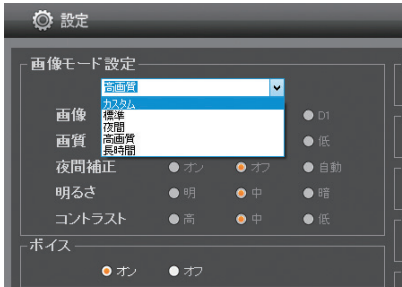 設定
画像モード設定
高画質
カスタム
標準
夜間
高画質
長時間
画像 D1
画質 低
夜間補正 オン オフ 自動
明るさ 明 中 暗
コントラスト 高 中 低
ボイス
オン オフ